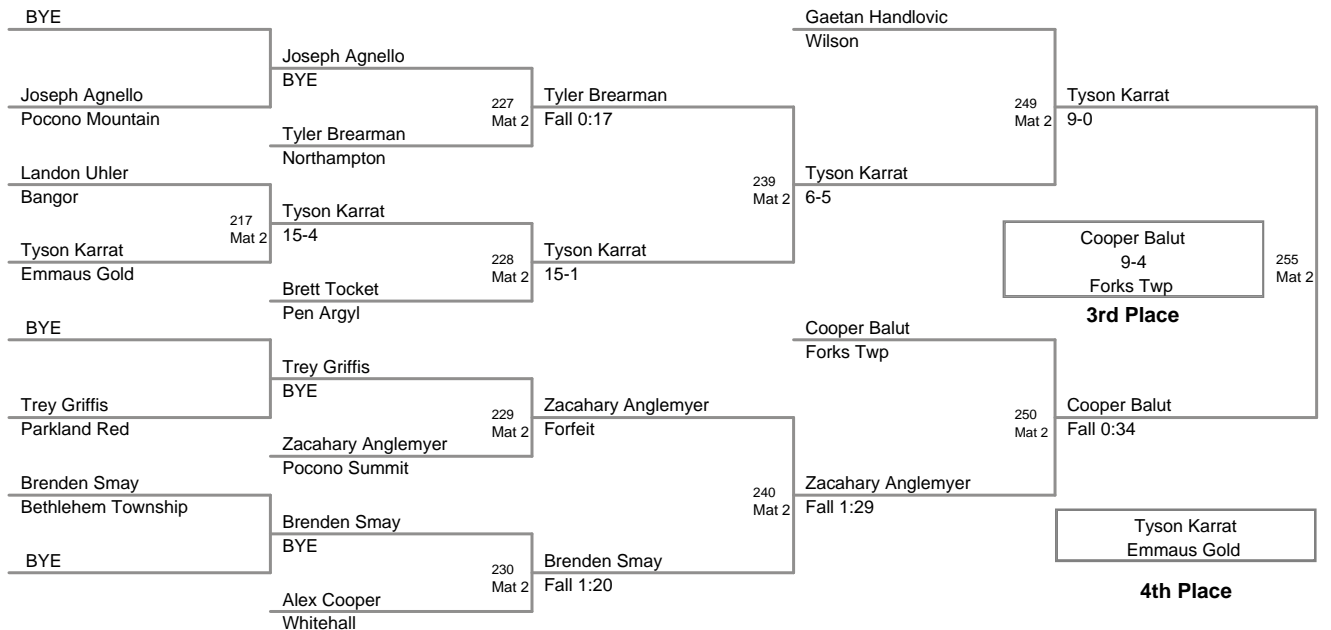 BYE
Joseph Agnello
Pocono Mountain
Landon Uhler
Bangor
217
Mat 2
Tyson Karrat
Emmaus Gold
BYE
Trey Griffis
Parkland Red
Brenden Smay
Bethlehem Township
BYE
Joseph Agnello
BYE
227
Mat 2
Tyler Brearman
Northampton
Tyson Karrat
15-4
228
Mat 2
Brett Tocket
Pen Argyl
Trey Griffis
BYE
229
Mat 2
Zacahary Anglemyer
Pocono Summit
Brenden Smay
BYE
230
Mat 2
Alex Cooper
Whitehall
Tyler Brearman
Fall 0:17
239
Mat 2
Tyson Karrat
15-1
Zacahary Anglemyer
Forfeit
240
Mat 2
Brenden Smay
Fall 1:20
Gaetan Handlovic
Wilson
249
Mat 2
Tyson Karrat
6-5
Cooper Balut
Forks Twp
250
Mat 2
Zacahary Anglemyer
Fall 1:29
Tyson Karrat
9-0
Cooper Balut
9-4
Forks Twp
255
Mat 2
3rd Place
Cooper Balut
Fall 0:34
Tyson Karrat
Emmaus Gold
4th Place